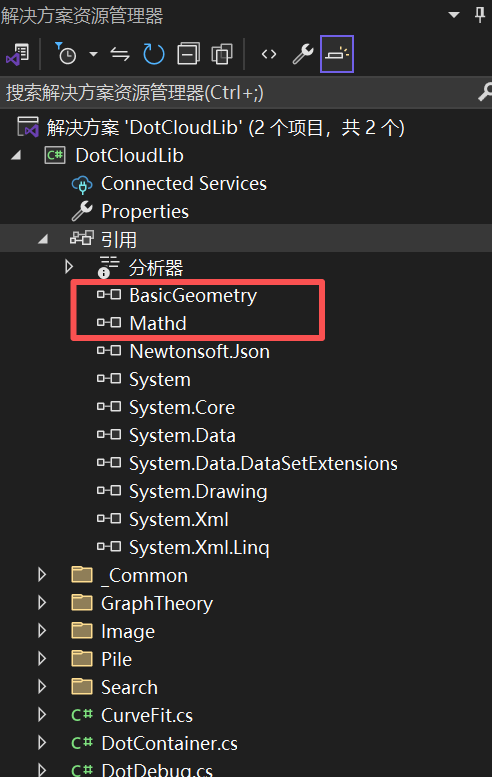 解决方案资源管理器
搜索解决方案资源管理器(Ctrl+;)
解决方案 'DotCloudLib' (2 个项目，共 2 个)
C# DotCloudLib
Connected Services
Properties
引用
分析器
BasicGeometry
Mathd
Newtonsoft.Json
System
System.Core
System.Data
System.Data.DataSetExtensions
System.Drawing
System.Xml
System.Xml.Linq
_Common
GraphTheory
Image
Pile
Search
C# CurveFit.cs
C# DotContainer.cs
C# DotDebug.cs